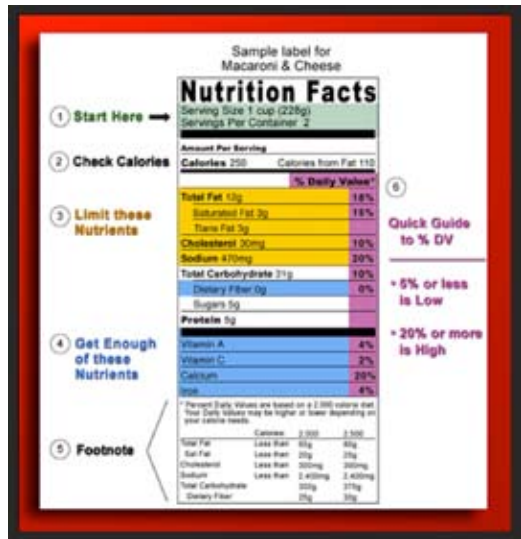 Sample label for
Macaroni & Cheese
Nutrition Facts
1 Start Here
Serving Size 1 cup (228g)
Servings Per Container 2
Amount Per Serving
2 Check Calories
Calories 250 Calories from Fat 110
% Daily Value*
3 Limit these
Nutrients
Total Fat 12g 18%
Saturated Fat 3g 15%
Trans Fat 3g
Cholesterol 30mg 10%
Sodium 470mg 20%
Total Carbohydrate 31g 10%
Dietary Fiber 0g 0%
Sugars 5g
Protein 5g
4 Get Enough
of these
Nutrients
Vitamin A 4%
Vitamin C 2%
Calcium 20%
Iron 4%
5 Footnote
* Percent Daily Values are based on a 2,000 calorie diet.
Your Daily Values may be higher or lower depending on
your calorie needs.
Calories 2,000 2,500
Total Fat Less than 65g 80g
Sat Fat Less than 20g 25g
Cholesterol Less than 300mg 300mg
Sodium Less than 2,400mg 2,400mg
Total Carbohydrate 300g 375g
Dietary Fiber 25g 30g
6
Quick Guide
to % DV
• 5% or less
is Low
• 20% or more
is High